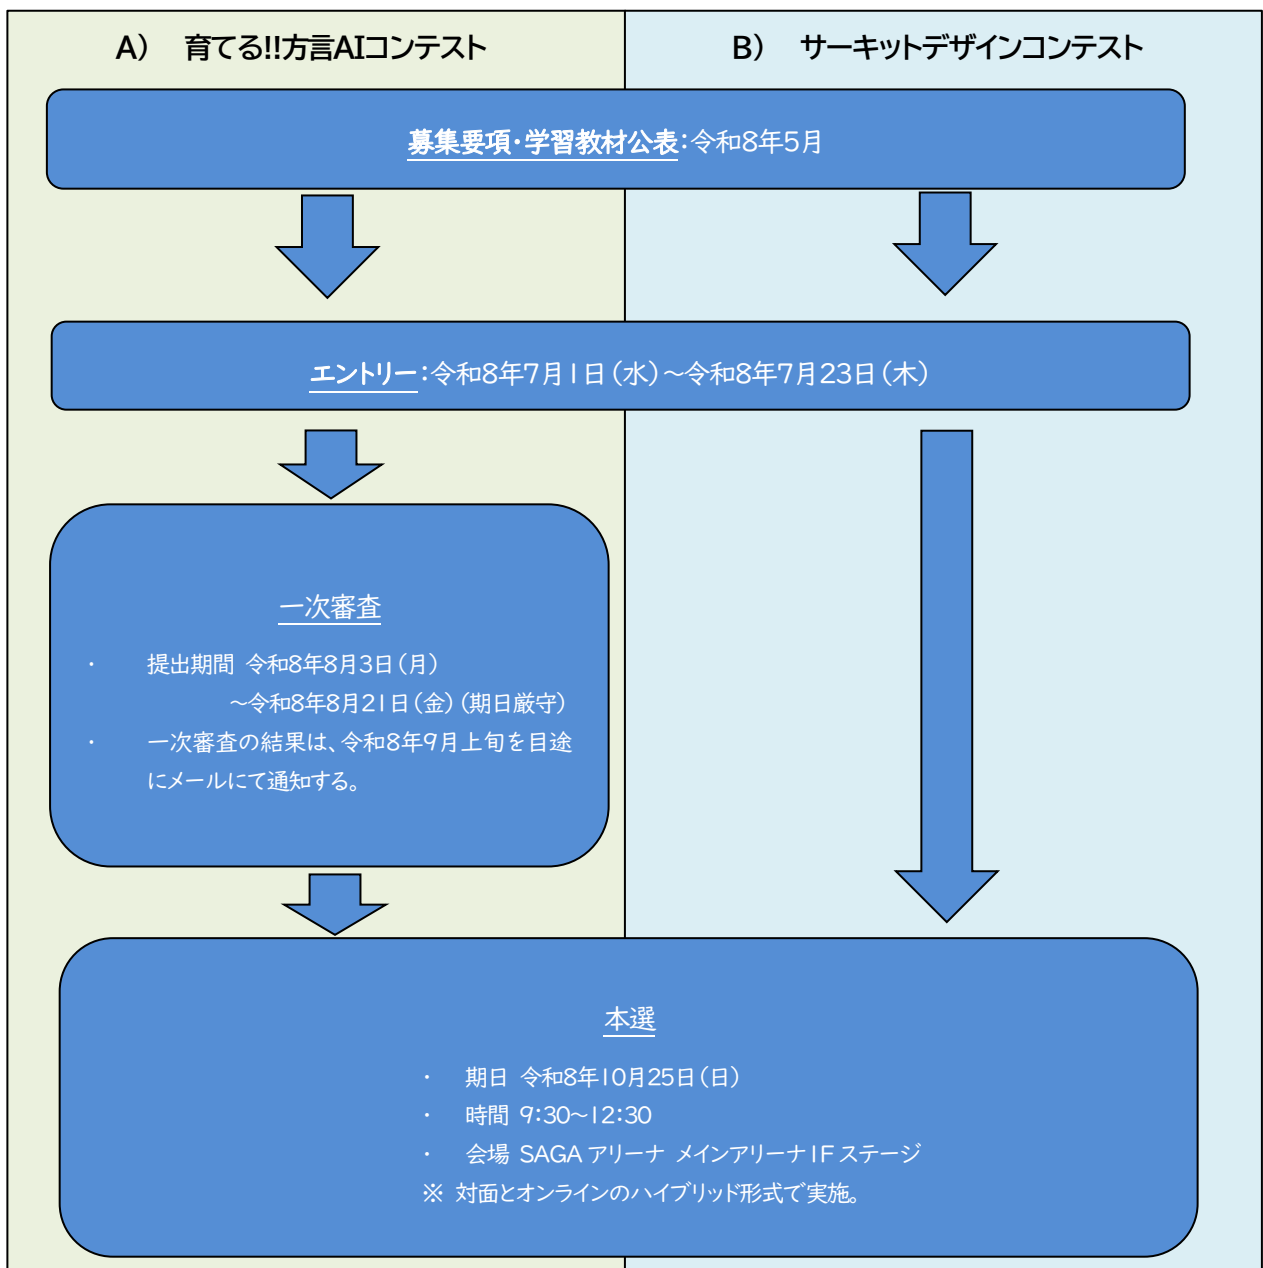 A） 育てる!!方言AIコンテスト
B） サーキットデザインコンテスト
募集要項・学習教材公表：令和8年5月
エントリー：令和8年7月1日（水）～令和8年7月23日（木）
一次審査
・ 提出期間 令和8年8月3日（月）
～令和8年8月21日（金）（期日厳守）
・ 一次審査の結果は、令和8年9月上旬を目途
にメールにて通知する。
本選
・ 期日 令和8年10月25日（日）
・ 時間 9：30～12：30
・ 会場 SAGAアリーナ メインアリーナ1Fステージ
※ 対面とオンラインのハイブリッド形式で実施。